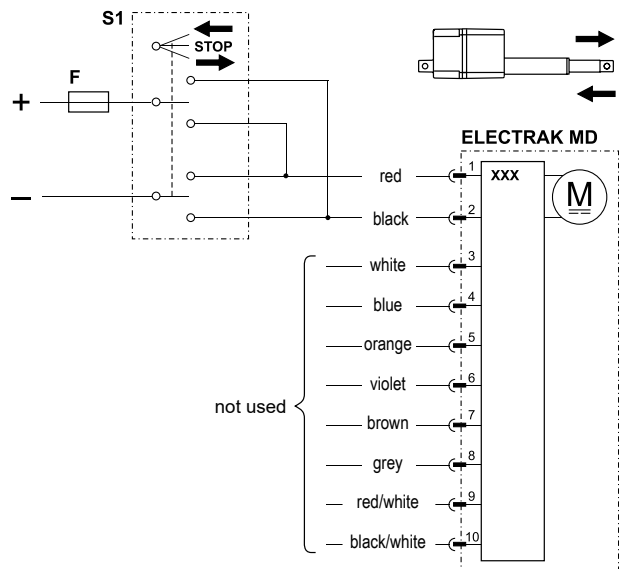 S1
STOP
F
+
–
ELECTRAK MD
red 1 XXX
M
black 2
white 3
blue 4
orange 5
violet 6
not used
brown 7
grey 8
red/white 9
black/white 10